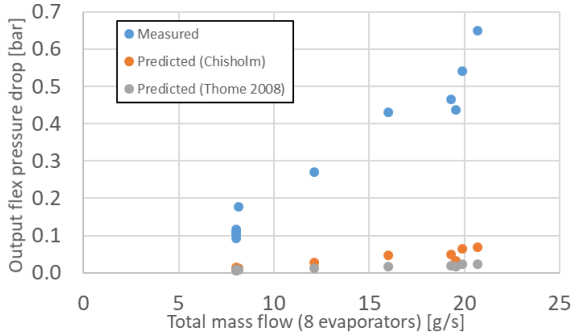 0.7
0.6
0.5
0.4
0.3
0.2
0.1
0.0
Output flex pressure drop [bar]
Measured
Predicted (Chisholm)
Predicted (Thome 2008)
0 5 10 15 20 25
Total mass flow (8 evaporators) [g/s]